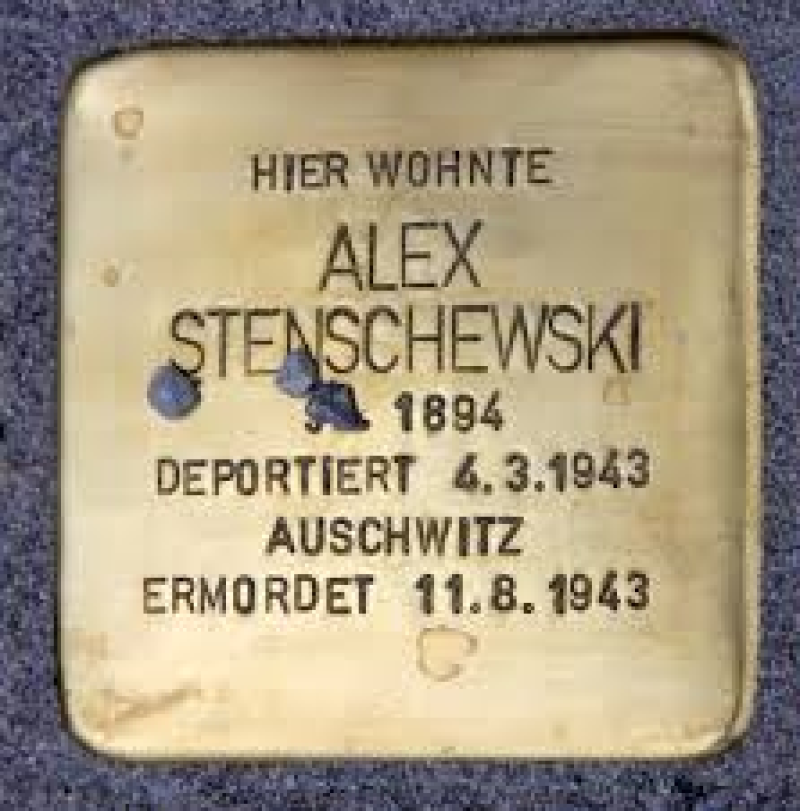 HIER WOHNTE
ALEX
STENSCHEWSKI
1894
DEPORTIERT 4.3.1943
AUSCHWITZ
ERMORDET 11.8.1943